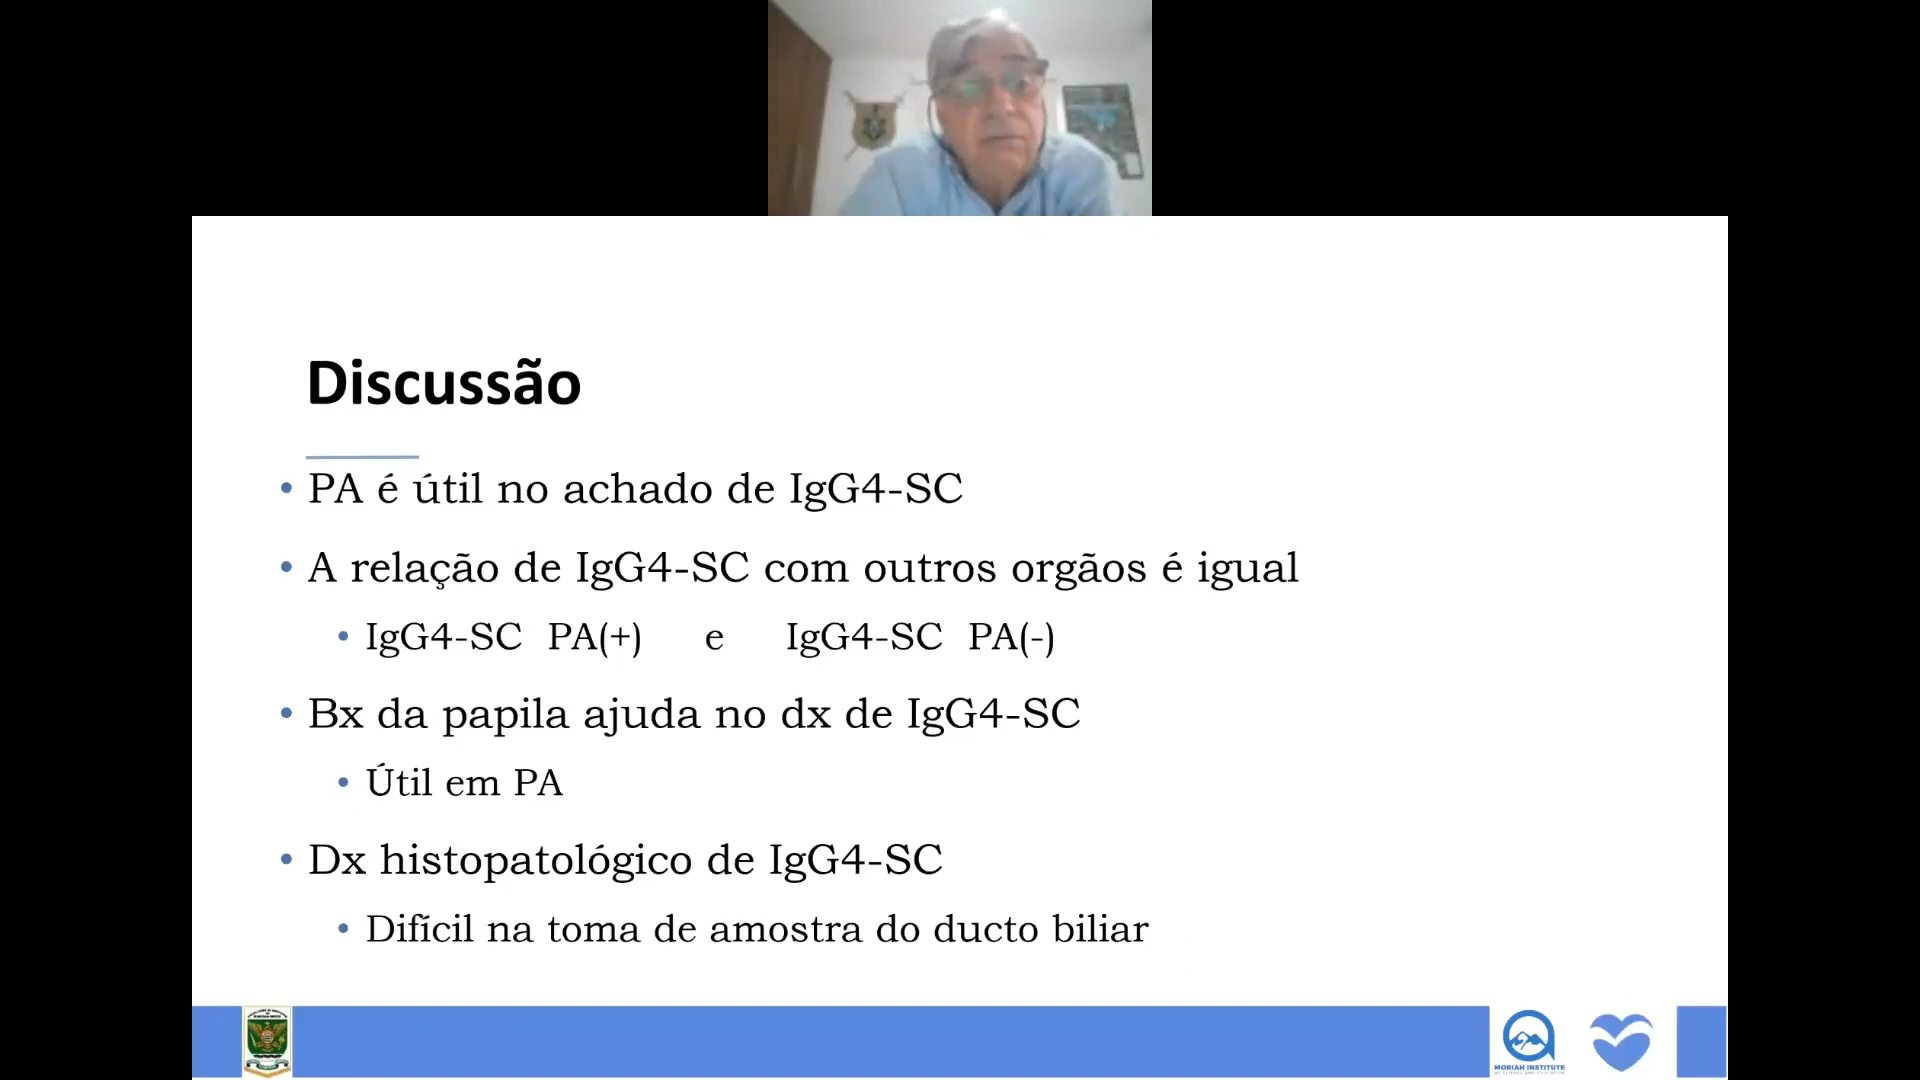 Discussão
• PA é útil no achado de IgG4-SC
• A relação de IgG4-SC com outros orgãos é igual
• IgG4-SC PA(+) e IgG4-SC PA(-)
• Bx da papila ajuda no dx de IgG4-SC
• Útil em PA
• Dx histopatológico de IgG4-SC
• Difícil na toma de amostra do ducto biliar
MORIAH INSTITUTE